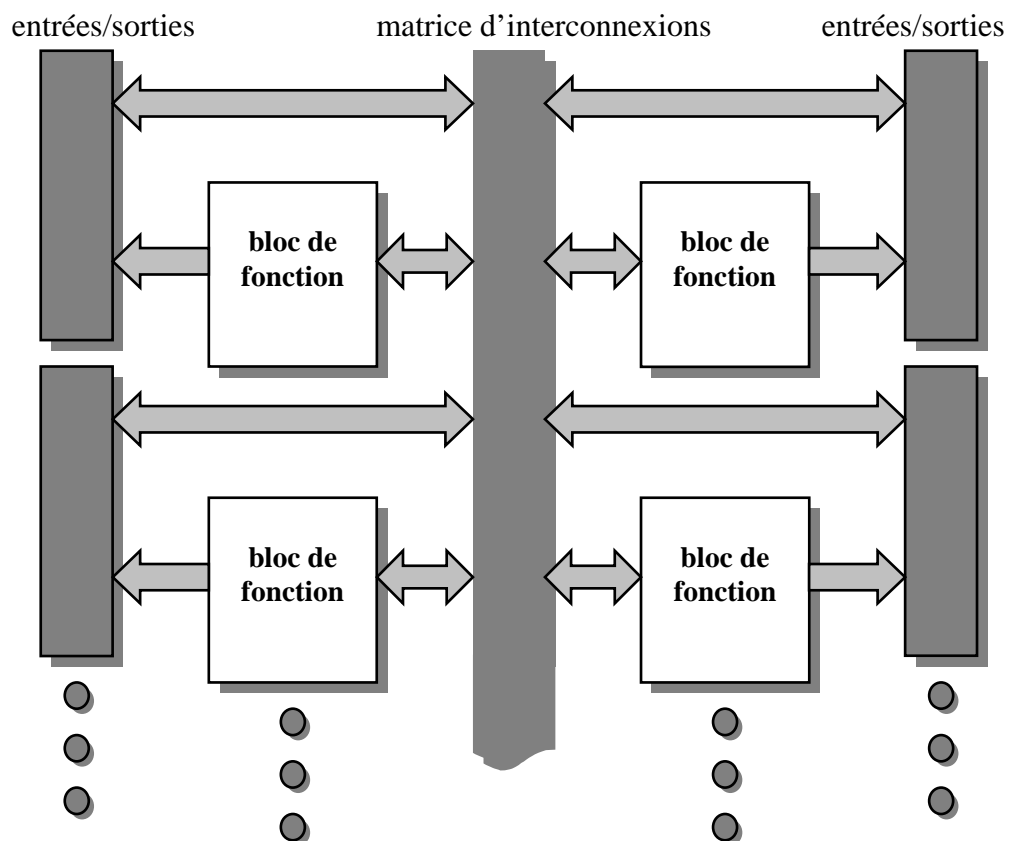 entrées/sorties
matrice d’interconnexions
entrées/sorties
bloc de
fonction
bloc de
fonction
bloc de
fonction
bloc de
fonction